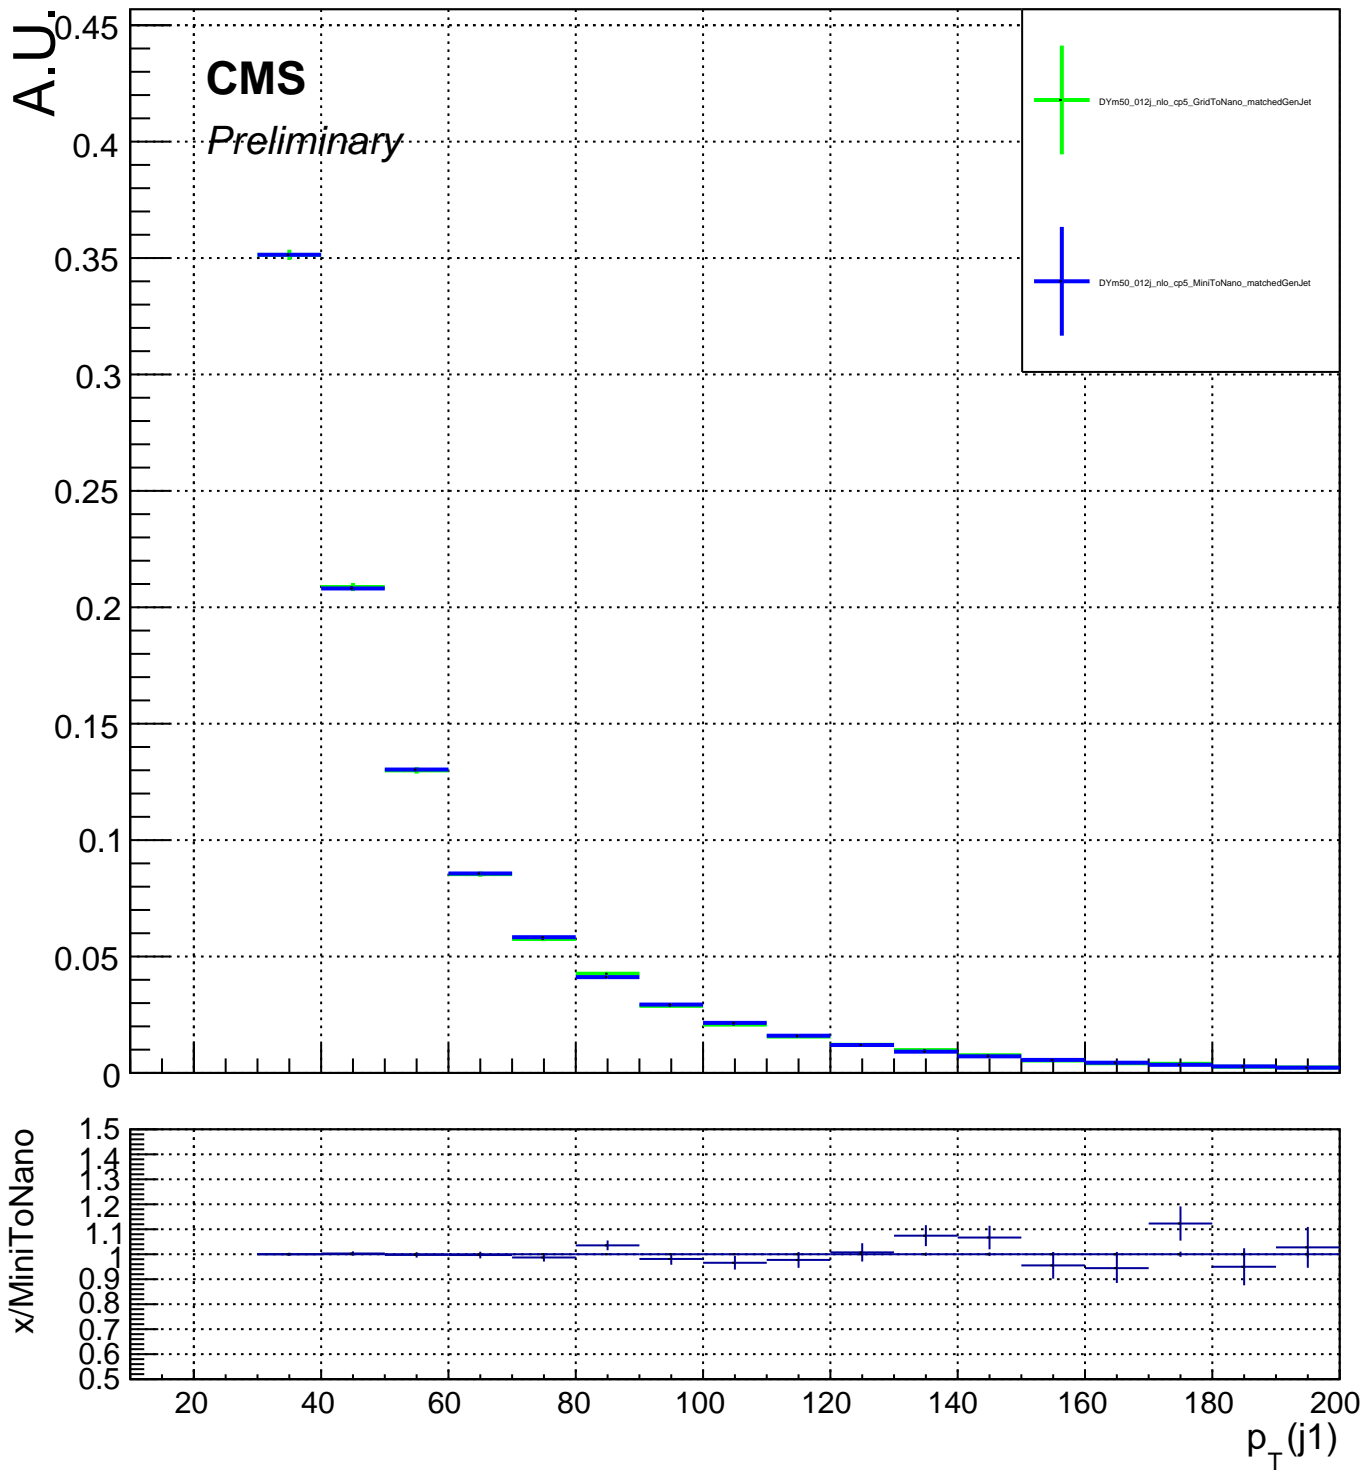 A.U.
CMS
Preliminary
DYm50_012j_nlo_cp5_GridToNano_matchedGenJet
DYm50_012j_nlo_cp5_MiniToNano_matchedGenJet
0.45
0.4
0.35
0.3
0.25
0.2
0.15
0.1
0.05
0
x/MiniToNano
1.5
1.4
1.3
1.2
1.1
1
0.9
0.8
0.7
0.6
0.5
20 40 60 80 100 120 140 160 180 200
p_T(j1)